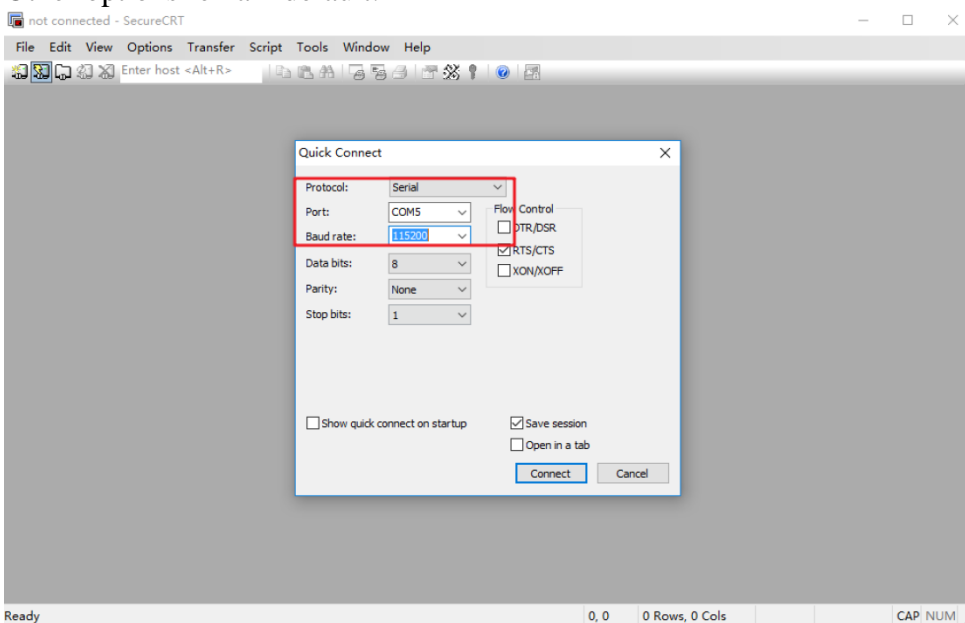 not connected - SecureCRT
File Edit View Options Transfer Script Tools Window Help
Enter host <Alt+R>
Quick Connect
Protocol: Serial
Port: COM5 Flow Control
DTR/DSR
Baud rate: 115200
RTS/CTS
Data bits: 8
XON/XOFF
Parity: None
Stop bits: 1
Show quick connect on startup Save session
Open in a tab
Connect Cancel
Ready 0, 0 0 Rows, 0 Cols CAP NUM